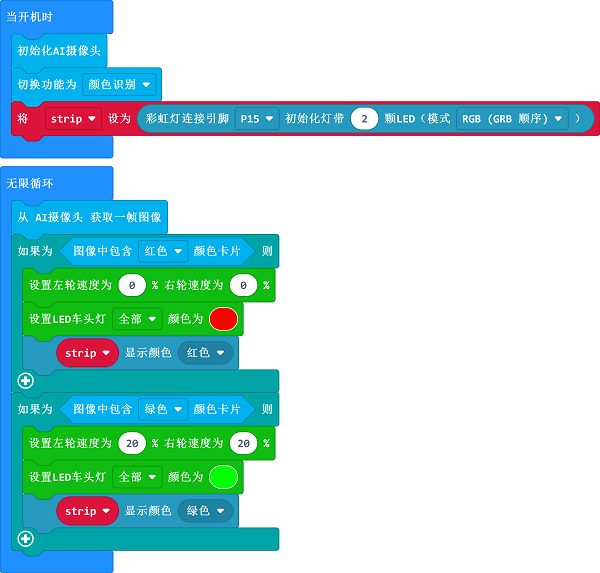 当开机时
初始化AI摄像头
切换功能为 颜色识别
将 strip 设为 彩虹灯连接引脚 P15 初始化灯带 2 颗LED（模式 RGB (GRB 顺序) ）
无限循环
从 AI摄像头 获取一帧图像
如果为 图像中包含 红色 颜色卡片 则
设置左轮速度为 0 % 右轮速度为 0 %
设置LED车头灯 全部 颜色为
strip 显示颜色 红色
如果为 图像中包含 绿色 颜色卡片 则
设置左轮速度为 20 % 右轮速度为 20 %
设置LED车头灯 全部 颜色为
strip 显示颜色 绿色